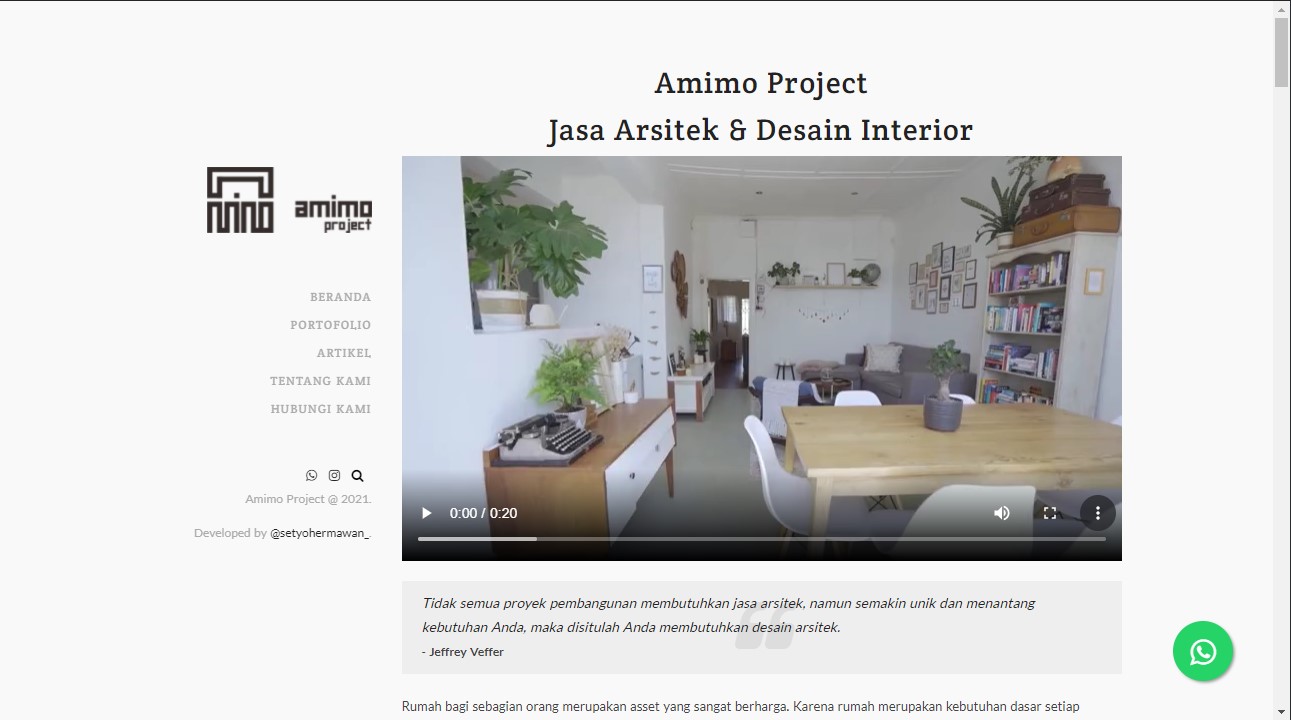 Amimo Project
Jasa Arsitek & Desain Interior
amimo
project
BERANDA
PORTOFOLIO
ARTIKEL
TENTANG KAMI
HUBUNGI KAMI
Amimo Project @ 2021.
Developed by @setyohermawan_.
0:00 / 0:20
Tidak semua proyek pembangunan membutuhkan jasa arsitek, namun semakin unik dan menantang
kebutuhan Anda, maka disitulah Anda membutuhkan desain arsitek.
- Jeffrey Veffer
Rumah bagi sebagian orang merupakan asset yang sangat berharga. Karena rumah merupakan kebutuhan dasar setiap